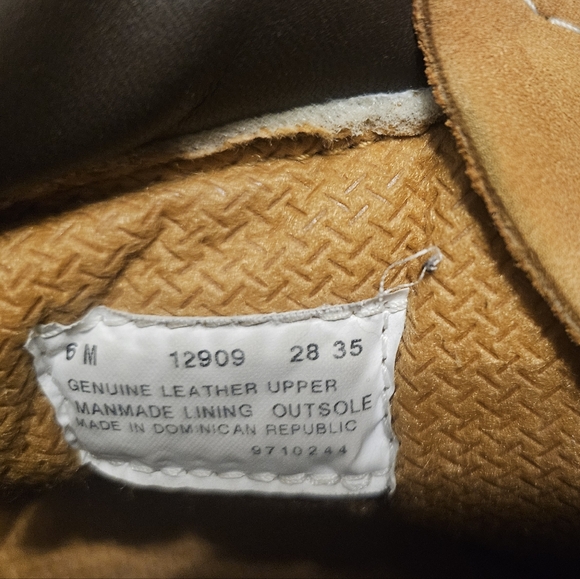 6 M 12909 28 35
GENUINE LEATHER UPPER
MANMADE LINING OUTSOLE
MADE IN DOMINICAN REPUBLIC
9710244